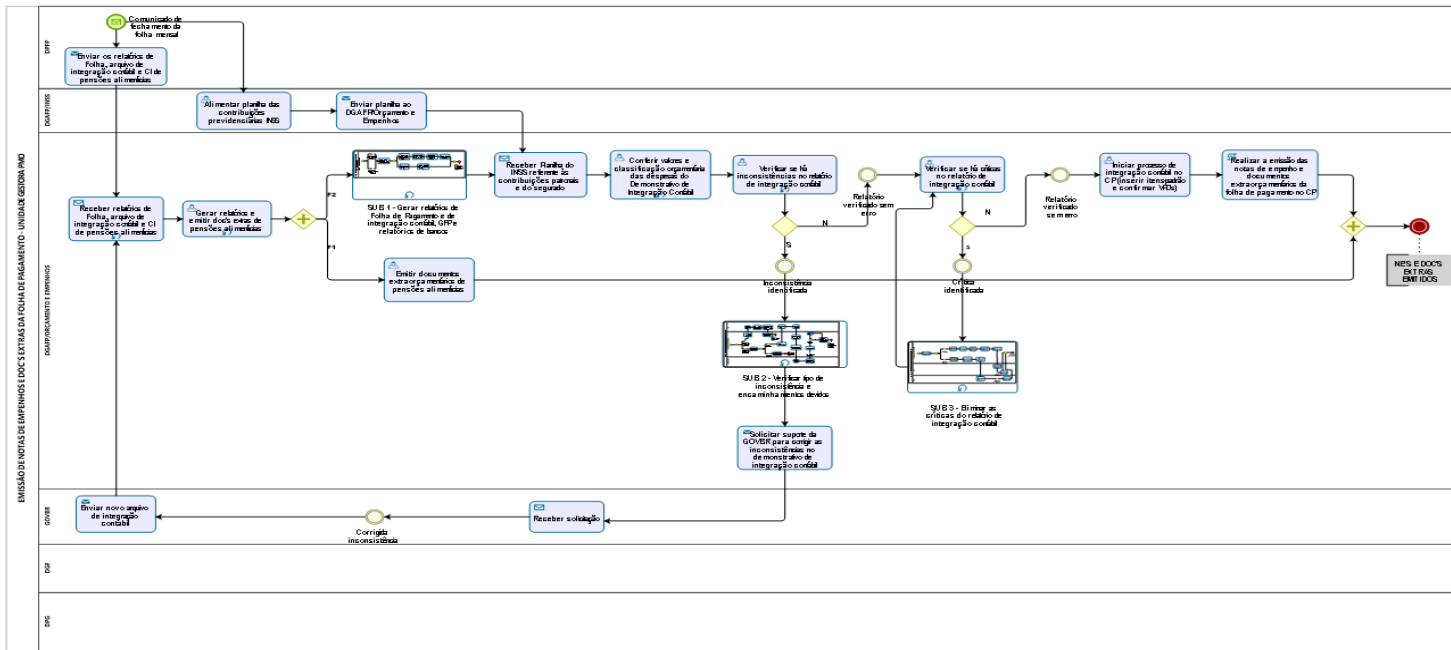 EMISSÃO DE NOTAS DE EMPENHOS E DOC'S EXTRAS DA FOLHA DE PAGAMENTO - UNIDADE GESTORA PMO
DPFP
Comunicado de
fechamento da
folha mensal
Enviar os relatórios de
Folha, arquivo de
integração contábil e CI de
pensões alimentícias
DGAFP/INSS
Alimentar planilha das
contribuições
previdenciárias INSS
Enviar planilha ao
DGAFP/Orçamento e
Empenhos
DGAFP/ORÇAMENTO E EMPENHOS
Receber relatórios de
Folha, arquivo de
integração contábil e CI
de pensões alimentícias
Gerar relatórios e
emitir doc's extras de
pensões alimentícias
F2
F1
SUB 1 - Gerar relatórios de
Folha de Pagamento e de
integração contábil, GFP e
relatórios de bancos
Emitir documentos
extraorçamentários de
pensões alimentícias
Receber Planilha do
INSS referente às
contribuições patronais
e do segurado
Conferir valores e
classificação orçamentária
das despesas do
Demonstrativo de
Integração Contábil
Verificar se há
inconsistências no relatório
de integração contábil
N
S
Inconsistência
identificada
Relatório
verificado sem
erro
SUB 2 - Verificar tipo de
inconsistência e
encaminhamentos devidos
Solicitar suporte da
GOVBR para corrigir as
inconsistências no
demonstrativo de
integração contábil
Verificar se há críticas
no relatório de
integração contábil
N
s
Crítica
identificada
Relatório
verificado
sem erro
SUB 3 - Eliminar as
críticas do relatório de
integração contábil
Iniciar processo de
integração contábil no
CP (inserir itens padrão
e confirmar VPDs)
Realizar a emissão das
notas de empenho e
documentos
extraorçamentários da
folha de pagamento no CP
NE'S E DOC'S
EXTRAS
EMITIDOS
GOVBR
Enviar novo arquivo
de integração
contábil
Corrigida
inconsistência
Receber solicitação
DGF
DPG